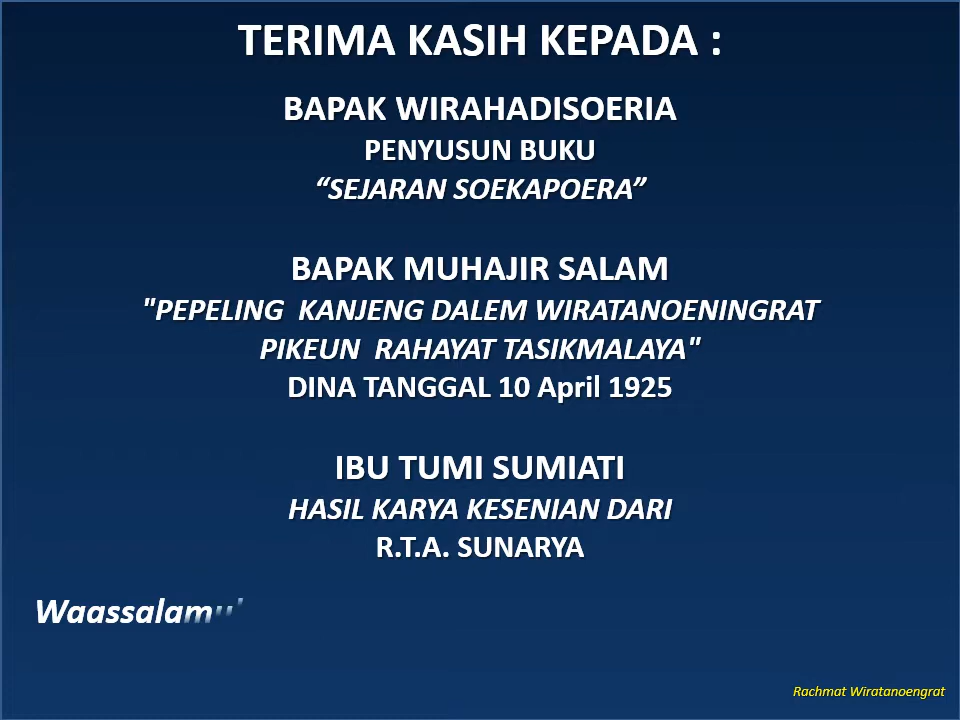 TERIMA KASIH KEPADA :
BAPAK WIRAHADISOERIA
PENYUSUN BUKU
“SEJARAN SOEKAPOERA”
BAPAK MUHAJIR SALAM
"PEPELING KANJENG DALEM WIRATANOENINGRAT
PIKEUN RAHAYAT TASIKMALAYA"
DINA TANGGAL 10 April 1925
IBU TUMI SUMIATI
HASIL KARYA KESENIAN DARI
R.T.A. SUNARYA
Waassalam
Rachmat Wiratanoengrat